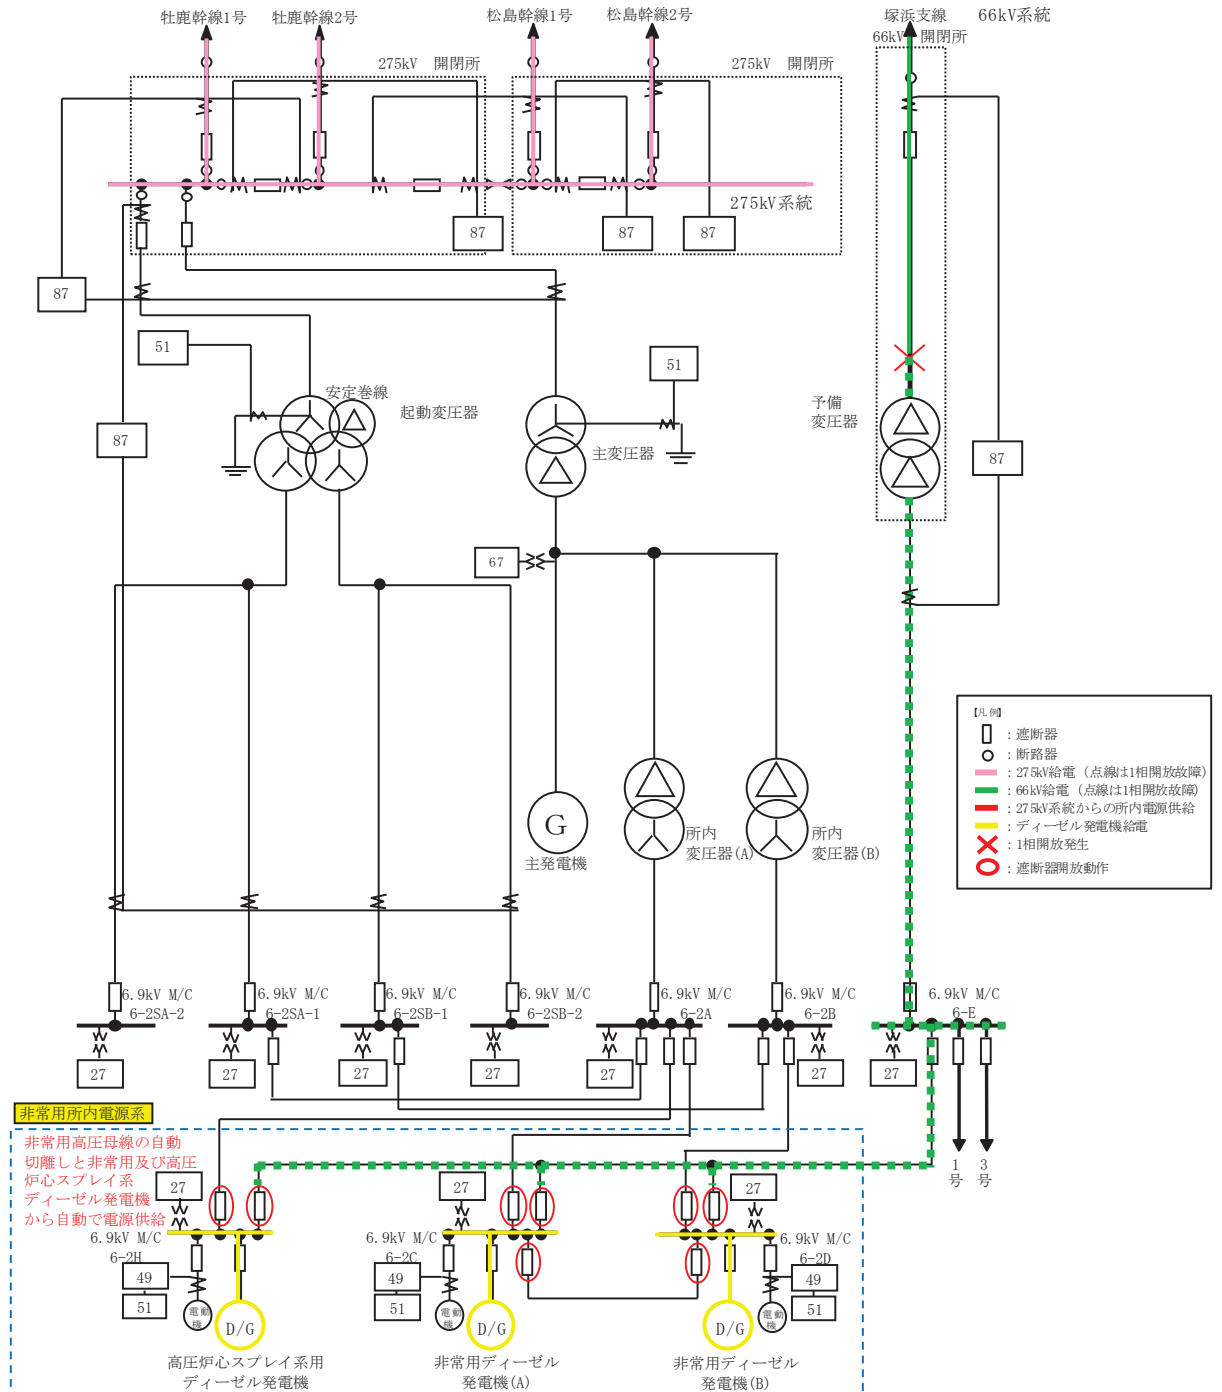 牡鹿幹線1号
牡鹿幹線2号
松島幹線1号
松島幹線2号
塚浜支線
66kV系統
66kV 開閉所
275kV 開閉所
275kV 開閉所
275kV系統
87
87
87
87
51
安定巻線
起動変圧器
51
主変圧器
予備
変圧器
87
87
67
【凡例】
：遮断器
：断路器
：275kV給電（点線は1相開放故障）
：66kV給電（点線は1相開放故障）
：275kV系統からの所内電源供給
：ディーゼル発電機給電
：1相開放発生
：遮断器開放動作
G
主発電機
所内
変圧器(A)
所内
変圧器(B)
6.9kV M/C
6-2SA-2
6.9kV M/C
6-2SA-1
6.9kV M/C
6-2SB-1
6.9kV M/C
6-2SB-2
6.9kV M/C
6-2A
6.9kV M/C
6-2B
6.9kV M/C
6-E
27
27
27
27
27
27
27
非常用所内電源系
非常用高圧母線の自動
切離しと非常用及び高圧
炉心スプレイ系
ディーゼル発電機
から自動で電源供給
1
号
3
号
27
27
27
6.9kV M/C
6-2H
6.9kV M/C
6-2C
6.9kV M/C
6-2D
49
51
電動
機
D/G
49
51
電動
機
D/G
49
51
電動
機
D/G
高圧炉心スプレイ系用
ディーゼル発電機
非常用ディーゼル
発電機(A)
非常用ディーゼル
発電機(B)